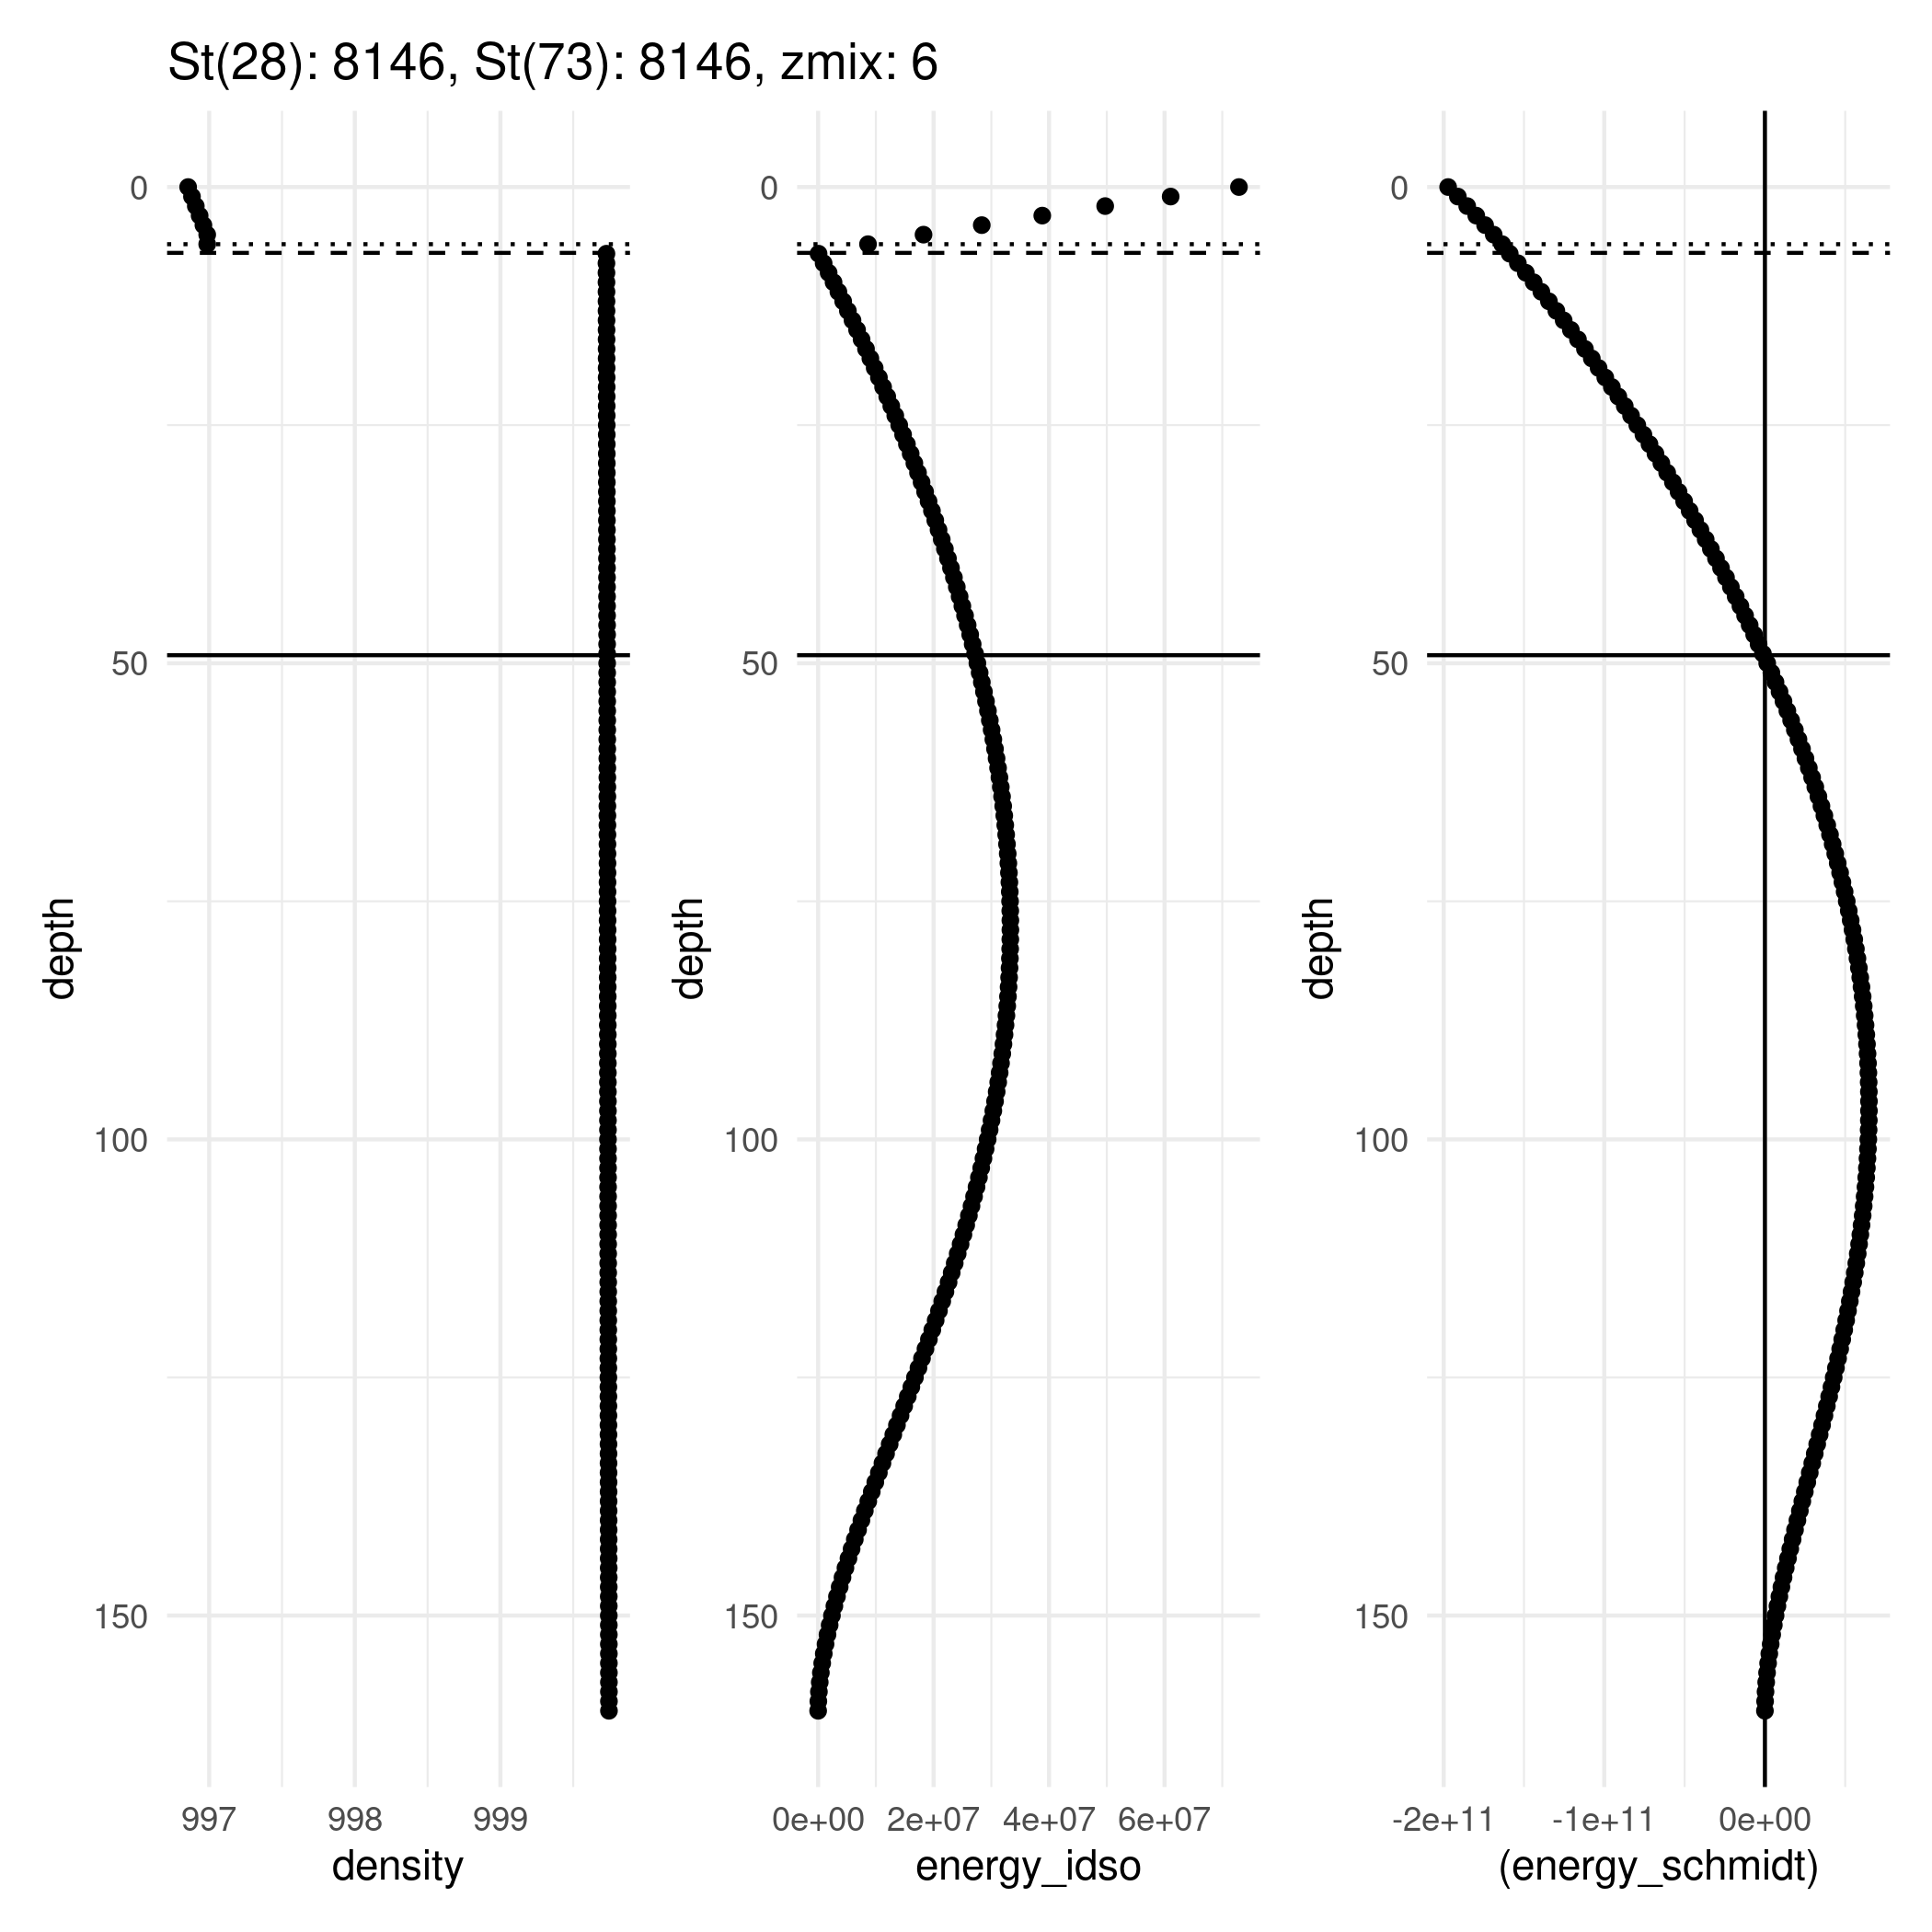 St(28): 8146, St(73): 8146, zmix: 6
depth
0
50
100
150
997 998 999
density
depth
0
50
100
150
0e+00 2e+07 4e+07 6e+07
energy_idso
depth
0
50
100
150
-2e+11 -1e+11 0e+00
(energy_schmidt)